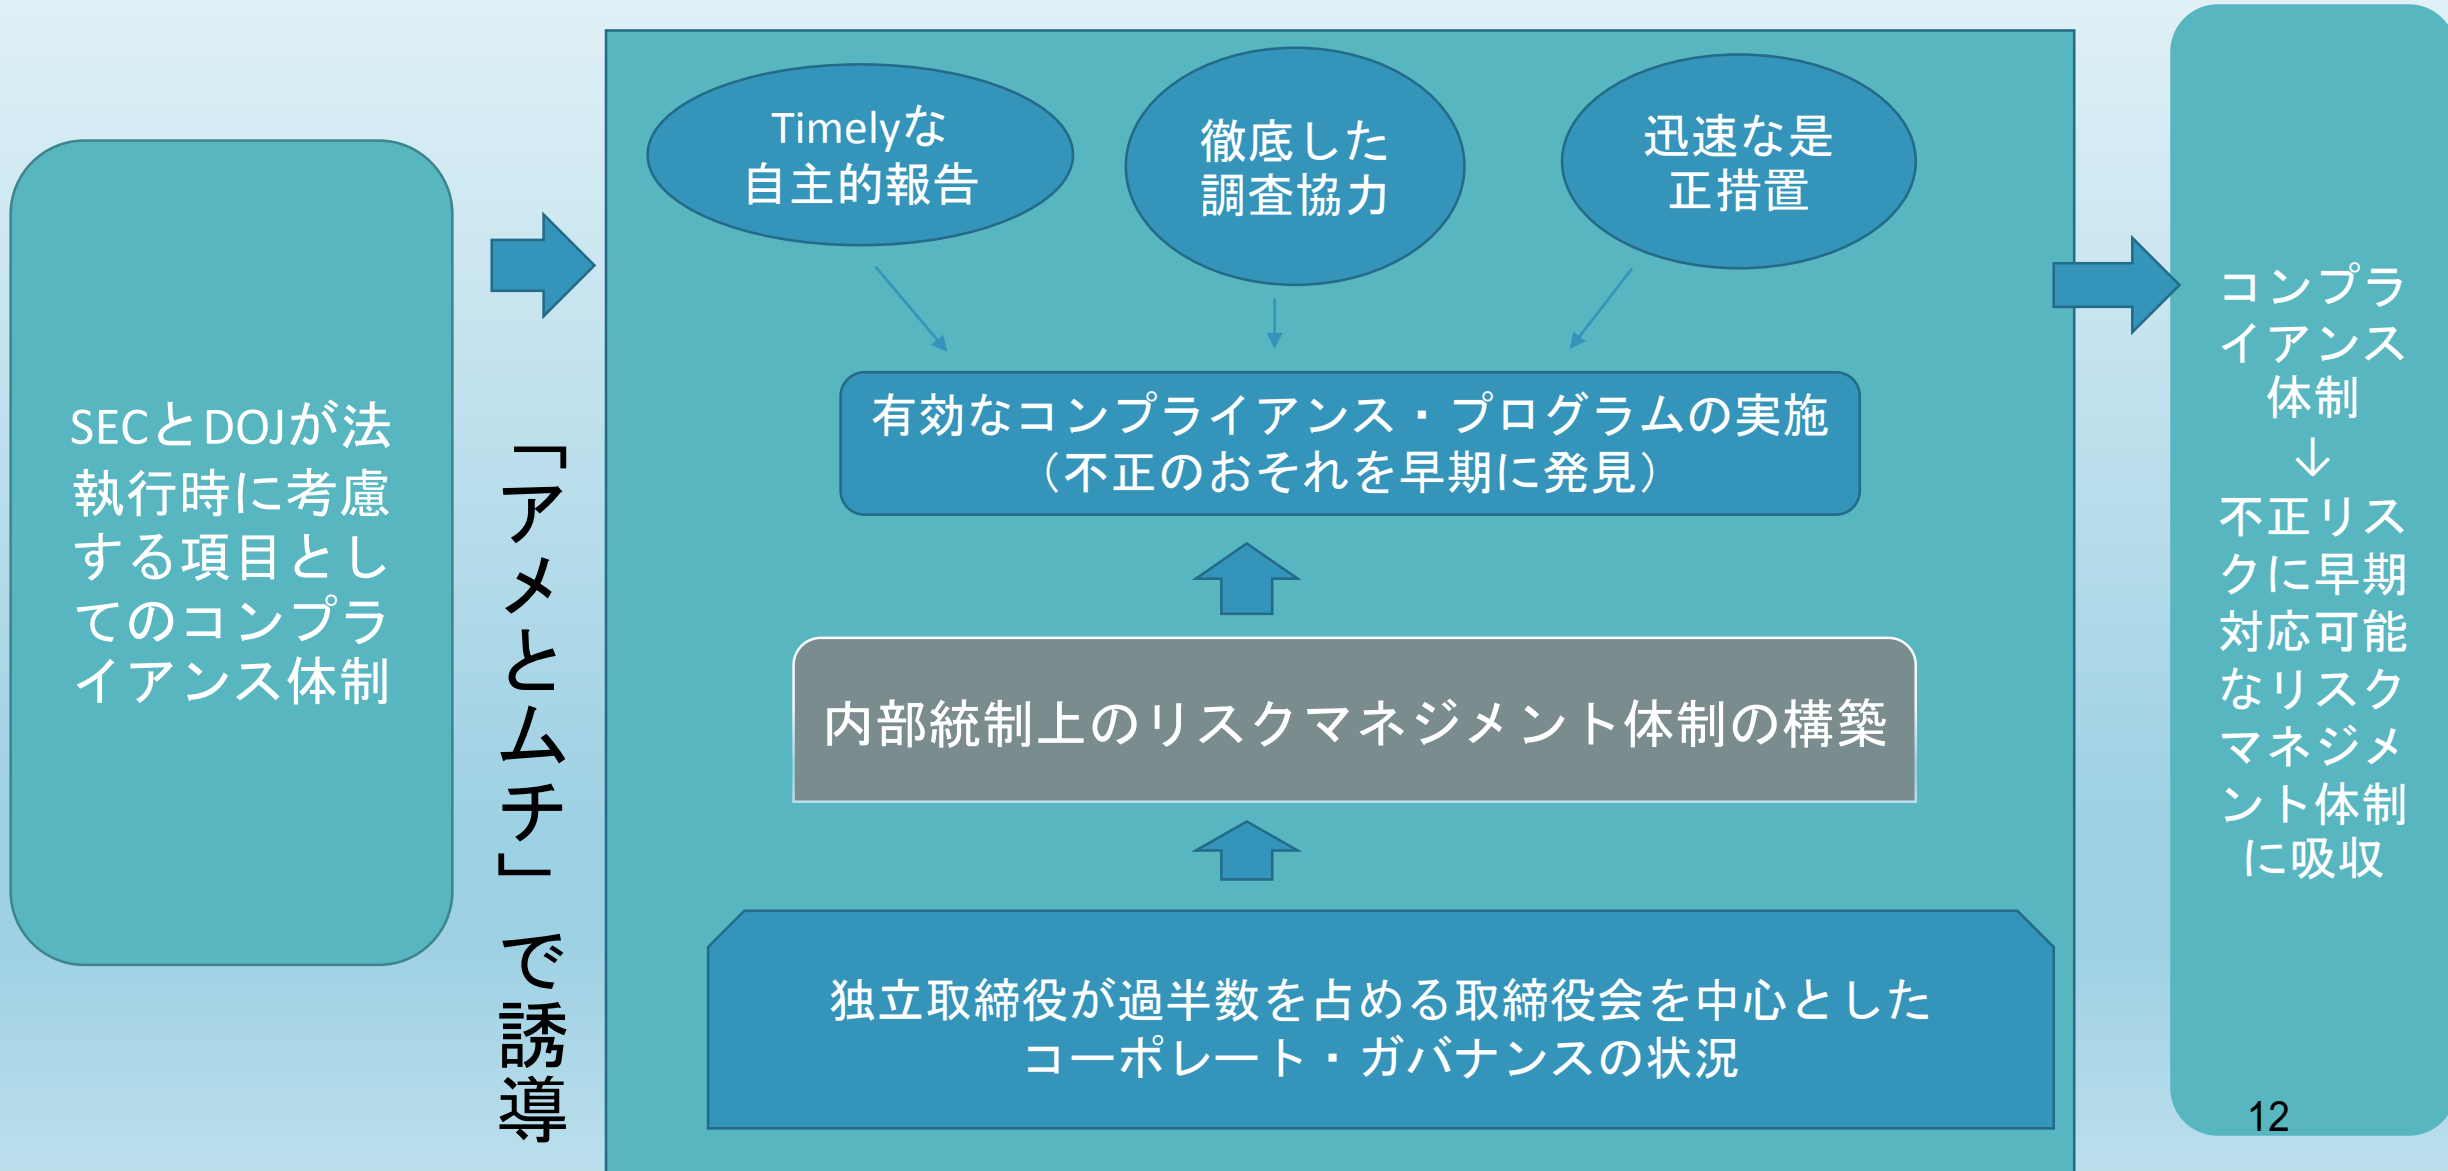 SECとDOJが法
執行時に考慮
する項目とし
てのコンプラ
イアンス体制
「アメとムチ」で誘導
Timelyな
自主的報告
徹底した
調査協力
迅速な是
正措置
有効なコンプライアンス・プログラムの実施
（不正のおそれを早期に発見）
内部統制上のリスクマネジメント体制の構築
独立取締役が過半数を占める取締役会を中心とした
コーポレート・ガバナンスの状況
コンプラ
イアンス
体制
↓
不正リス
クに早期
対応可能
なリスク
マネジメ
ント体制
に吸収
12